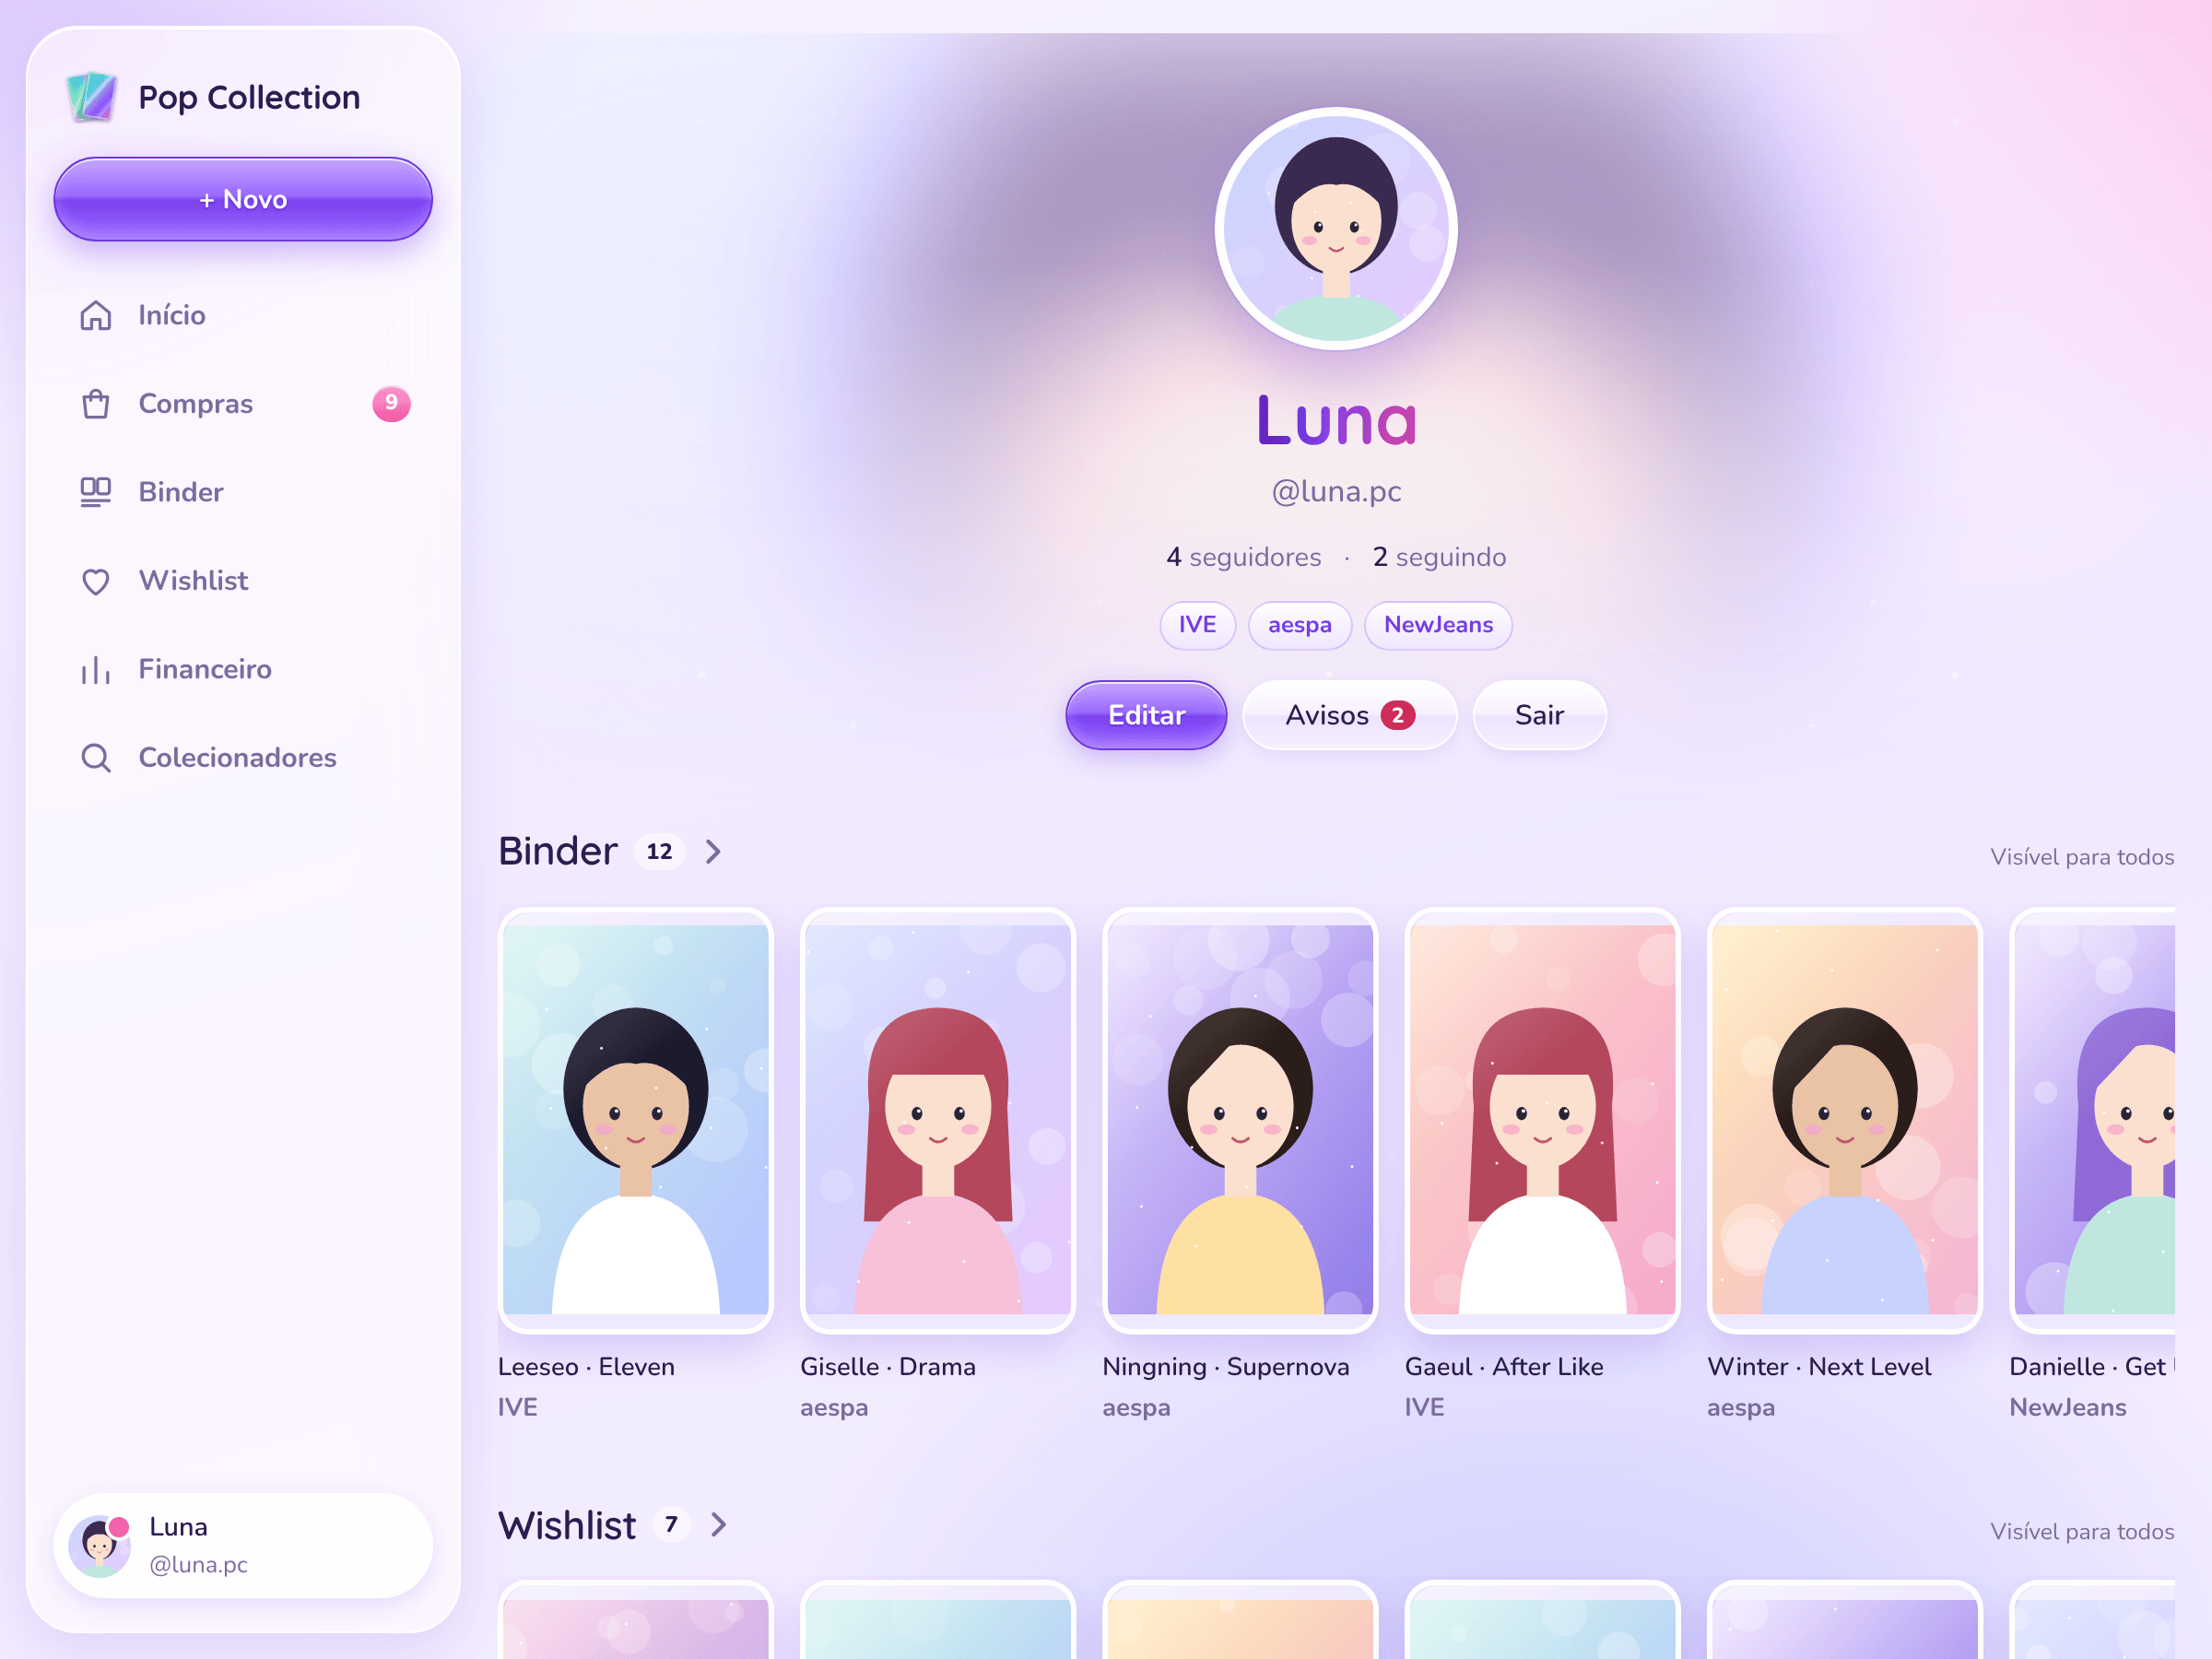 Pop Collection
+ Novo
Início
Compras 9
Binder
Wishlist
Financeiro
Colecionadores
Luna
@luna.pc
Luna
@luna.pc
4 seguidores · 2 seguindo
IVE aespa NewJeans
Editar Avisos 2 Sair
Binder 12
Visível para todos
Leeseo · Eleven
IVE
Giselle · Drama
aespa
Ningning · Supernova
aespa
Gaeul · After Like
IVE
Winter · Next Level
aespa
Danielle · Get
NewJeans
Wishlist 7
Visível para todos